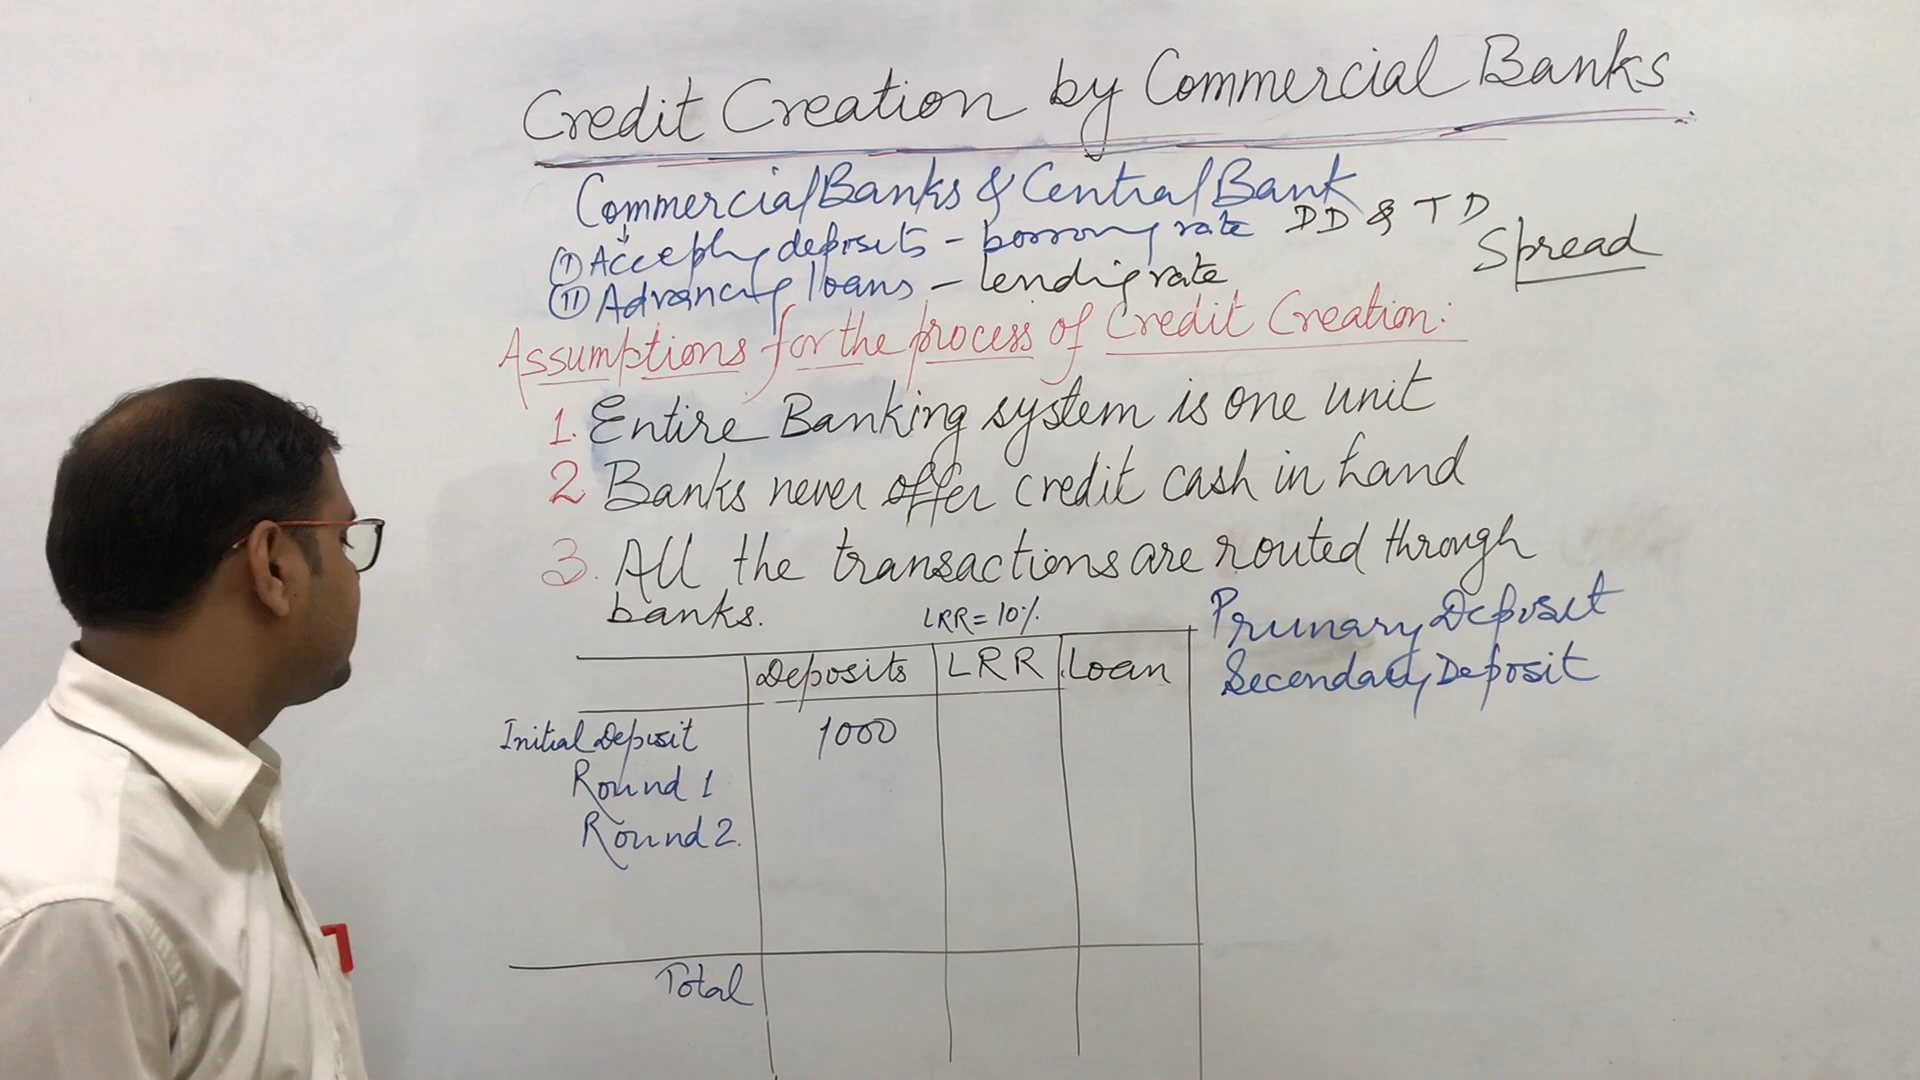 Credit Creation by Commercial Banks
Commercial Banks & Central Bank
(I) Acceptng deposits - borrowing rate DD & TD
Spread
(II) Advancing loans - lending rate
Assumptions for the process of Credit Creation:
1. Entire Banking system is one unit
2 Banks never offer credit cash in hand
3. All the transactions are routed through
banks.
LRR = 10%
Primary Deposit
Secendary Deposit
Deposits LRR Loan
Initial Deposit 1000
Round 1
Round 2.
Total